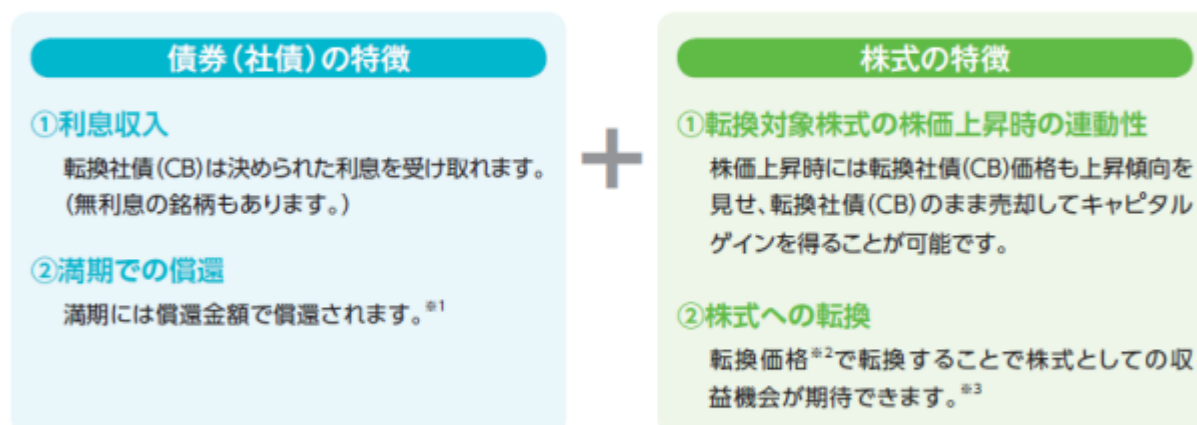 債券(社債)の特徴
①利息収入
転換社債(CB)は決められた利息を受け取れます。
(無利息の銘柄もあります。)
②満期での償還
満期には償還金額で償還されます。※1
+
株式の特徴
①転換対象株式の株価上昇時の連動性
株価上昇時には転換社債(CB)価格も上昇傾向を
見せ、転換社債(CB)のまま売却してキャピタル
ゲインを得ることが可能です。
②株式への転換
転換価格※2で転換することで株式としての収
益機会が期待できます。※3